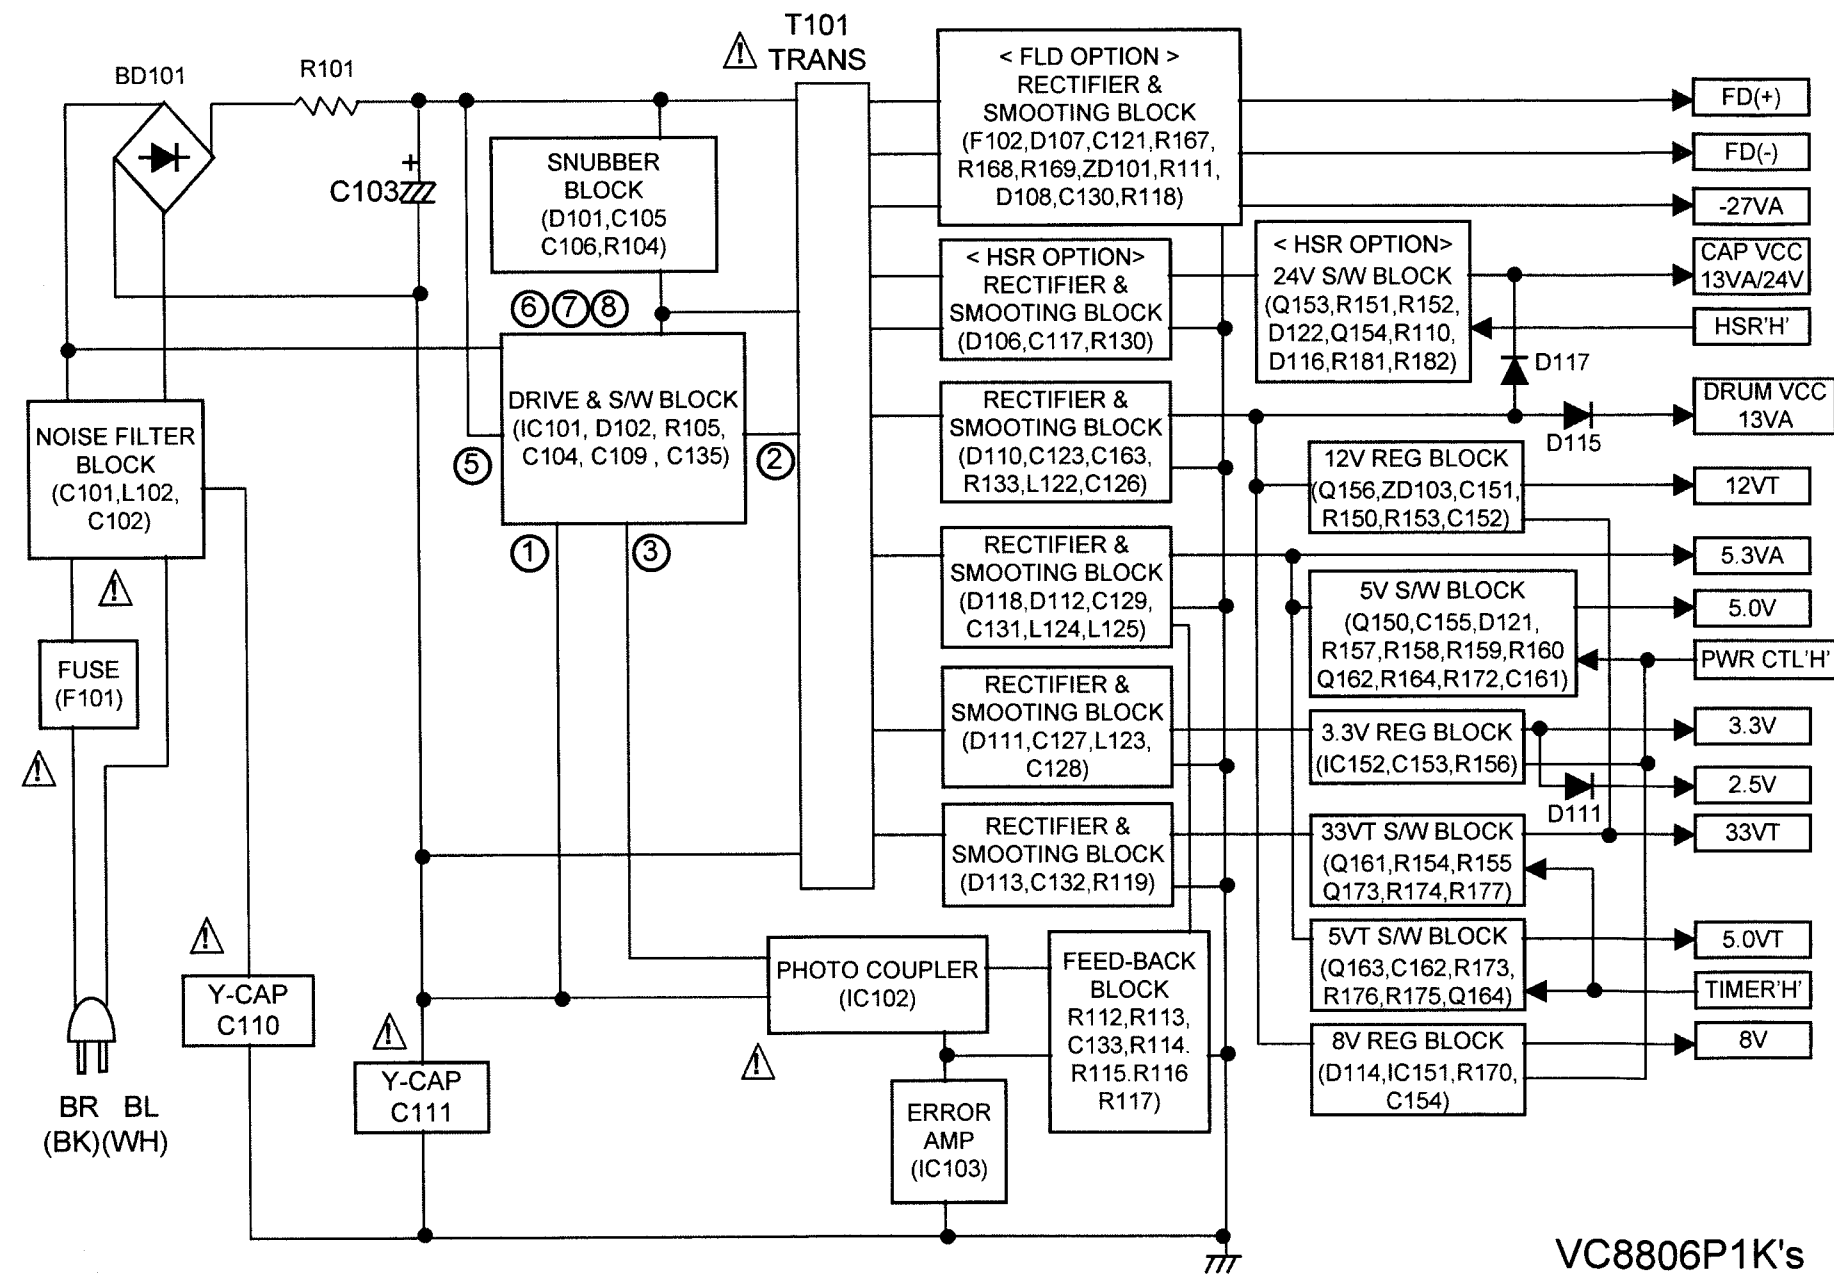 T101
TRANS
BD101
R101
C103
SNUBBER
BLOCK
(D101,C105
C106,R104)
6 7 8
DRIVE & S/W BLOCK
(IC101, D102, R105,
C104, C109 , C135)
5
2
1
3
NOISE FILTER
BLOCK
(C101,L102,
C102)
FUSE
(F101)
BR BL
(BK)(WH)
Y-CAP
C110
Y-CAP
C111
PHOTO COUPLER
(IC102)
ERROR
AMP
(IC103)
FEED-BACK
BLOCK
R112,R113,
C133,R114.
R115.R116
R117)
< FLD OPTION >
RECTIFIER &
SMOOTING BLOCK
(F102,D107,C121,R167,
R168,R169,ZD101,R111,
D108,C130,R118)
< HSR OPTION>
RECTIFIER &
SMOOTING BLOCK
(D106,C117,R130)
RECTIFIER &
SMOOTING BLOCK
(D110,C123,C163,
R133,L122,C126)
RECTIFIER &
SMOOTING BLOCK
(D118,D112,C129,
C131,L124,L125)
RECTIFIER &
SMOOTING BLOCK
(D111,C127,L123,
C128)
RECTIFIER &
SMOOTING BLOCK
(D113,C132,R119)
< HSR OPTION>
24V S/W BLOCK
(Q153,R151,R152,
D122,Q154,R110,
D116,R181,R182)
D117
D115
12V REG BLOCK
(Q156,ZD103,C151,
R150,R153,C152)
5V S/W BLOCK
(Q150,C155,D121,
R157,R158,R159,R160
Q162,R164,R172,C161)
3.3V REG BLOCK
(IC152,C153,R156)
D111
33VT S/W BLOCK
(Q161,R154,R155
Q173,R174,R177)
5VT S/W BLOCK
(Q163,C162,R173,
R176,R175,Q164)
8V REG BLOCK
(D114,IC151,R170,
C154)
FD(+)
FD(-)
-27VA
CAP VCC
13VA/24V
HSR'H'
DRUM VCC
13VA
12VT
5.3VA
5.0V
PWR CTL'H'
3.3V
2.5V
33VT
5.0VT
TIMER'H'
8V
VC8806P1K's